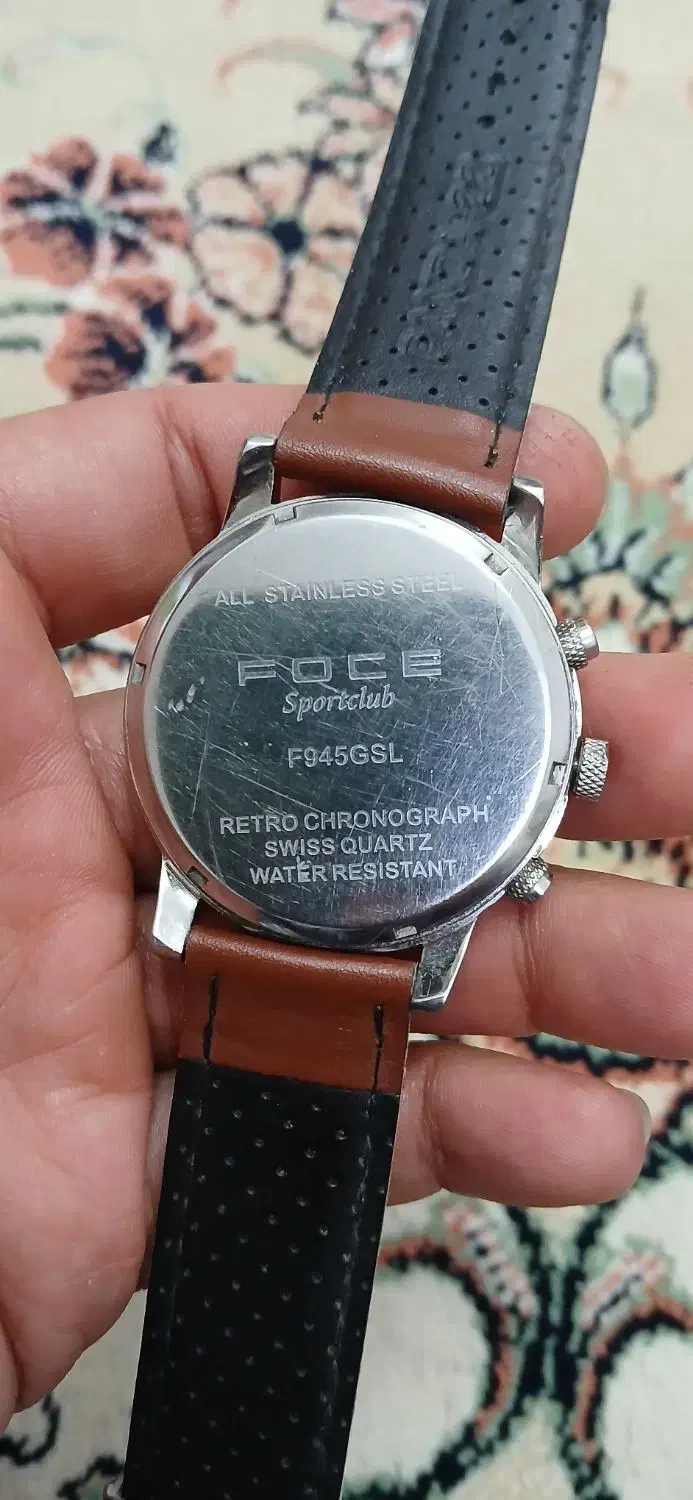 ALL STAINLESS STEEL
FOCE
Sportclub
F945GSL
RETRO CHRONOGRAPH
SWISS QUARTZ
WATER RESISTANT